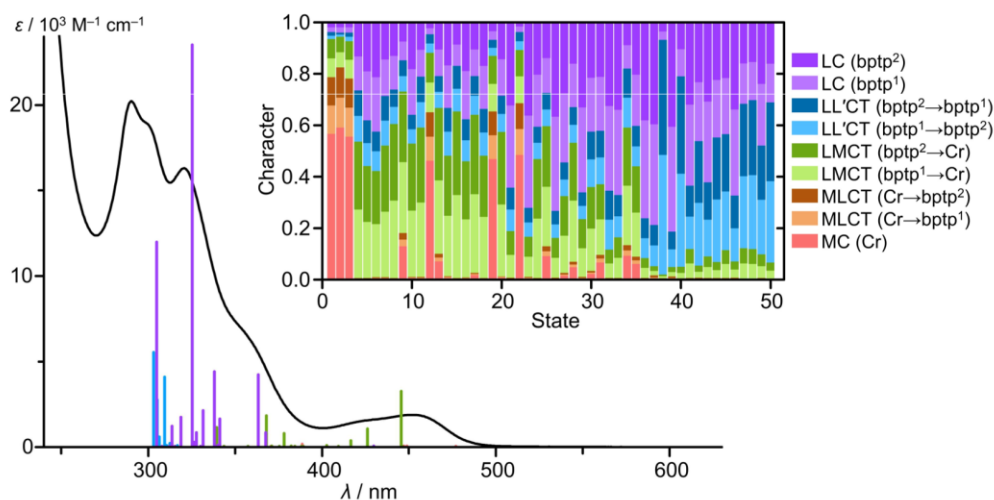 ε / 10³ M⁻¹ cm⁻¹
20
10
0
300
400
500
600
λ / nm
Character
1.0
0.8
0.6
0.4
0.2
0.0
0
10
20
30
40
50
State
LC (bptp²)
LC (bptp¹)
LL′CT (bptp²→bptp¹)
LL′CT (bptp¹→bptp²)
LMCT (bptp²→Cr)
LMCT (bptp¹→Cr)
MLCT (Cr→bptp²)
MLCT (Cr→bptp¹)
MC (Cr)